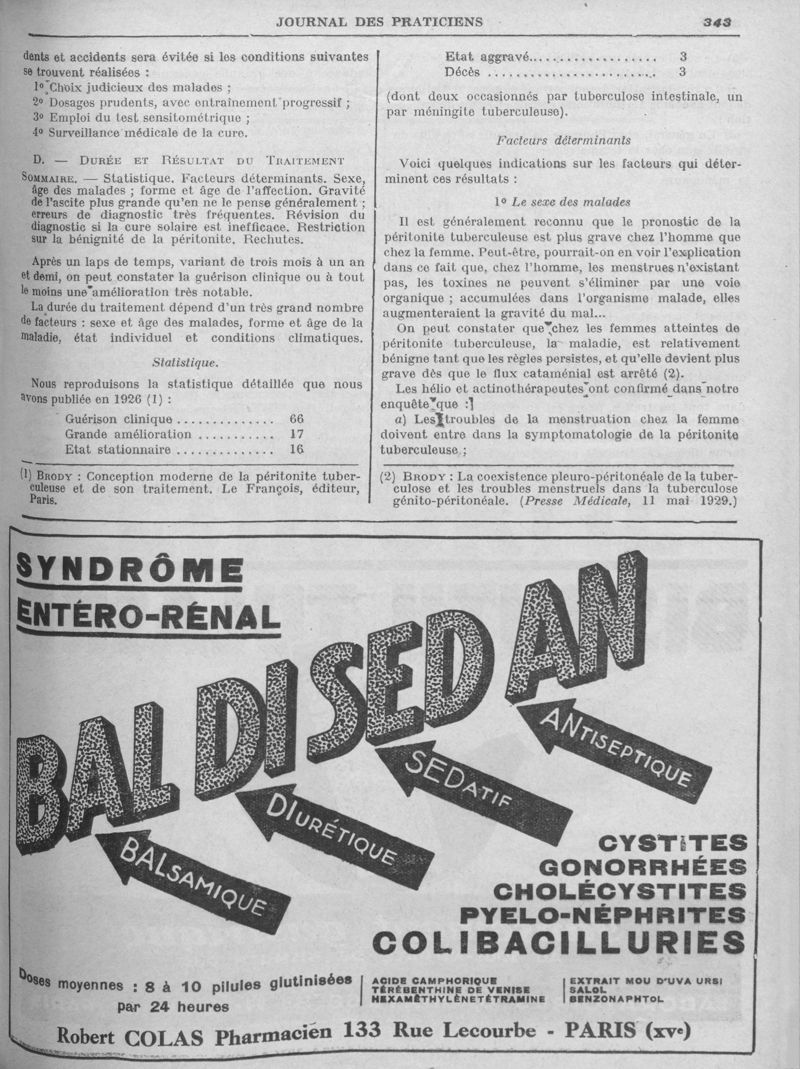 JOURNAL DES PRATICIENS 343
dents et accidents sera évitée si les conditions suivantes
se trouvent réalisées :
1º Choix judicieux des malades ;
2º Dosages prudents, avec entraînement progressif ;
3º Emploi du test sensitométrique ;
4º Surveillance médicale de la cure.
D. — DURÉE ET RÉSULTAT DU TRAITEMENT
SOMMAIRE. — Statistique. Facteurs déterminants. Sexe,
âge des malades ; forme et âge de l'affection. Gravité
de l'ascite plus grande qu'en ne le pense généralement ;
erreurs de diagnostic très fréquentes. Révision du
diagnostic si la cure solaire est inefficace. Restriction
sur la bénignité de la péritonite. Rechutes.
Après un laps de temps, variant de trois mois à un an
et demi, on peut constater la guérison clinique ou à tout
le moins une amélioration très notable.
La durée du traitement dépend d'un très grand nombre
de facteurs : sexe et âge des malades, forme et âge de la
maladie, état individuel et conditions climatiques.
Statistique.
Nous reproduisons la statistique détaillée que nous
avons publiée en 1926 (1) :
Guérison clinique .............. 66
Grande amélioration ........... 17
Etat stationnaire .............. 16
(1) BRODY : Conception moderne de la péritonite tuber-
culeuse et de son traitement. Le François, éditeur,
Paris.
Etat aggravé................... 3
Décès ......................... 3
(dont deux occasionnés par tuberculose intestinale, un
par méningite tuberculeuse).
Facteurs déterminants
Voici quelques indications sur les facteurs qui déter-
minent ces résultats :
1º Le sexe des malades
Il est généralement reconnu que le pronostic de la
péritonite tuberculeuse est plus grave chez l'homme que
chez la femme. Peut-être, pourrait-on en voir l'explication
dans ce fait que, chez l'homme, les menstrues n'existant
pas, les toxines ne peuvent s'éliminer par une voie
organique ; accumulées dans l'organisme malade, elles
augmenteraient la gravité du mal...
On peut constater que chez les femmes atteintes de
péritonite tuberculeuse, la maladie, est relativement
bénigne tant que les règles persistes, et qu'elle devient plus
grave dès que le flux cataménial est arrêté (2).
Les hélio et actinothérapeutes ont confirmé dans notre
enquête que :
a) Les troubles de la menstruation chez la femme
doivent entre dans la symptomatologie de la péritonite
tuberculeuse ;
(2) BRODY : La coexistence pleuro-péritonéale de la tuber-
culose et les troubles menstruels dans la tuberculose
génito-péritonéale. (Presse Médicale, 11 mai 1929.)
SYNDRÔME
ENTÉRO-RÉNAL
BALDISEDAN
BALSAMIQUE
DIURÉTIQUE
SÉDATIF
ANTISEPTIQUE
CYSTITES
GONORRHÉES
CHOLÉCYSTITES
PYELO-NÉPHRITES
COLIBACILLURIES
Doses moyennes : 8 à 10 pilules glutinisées
par 24 heures
ACIDE CAMPHORIQUE
TÉRÉBENTHINE DE VENISE
HEXAMÉTHYLÈNETÉTRAMINE
EXTRAIT MOU D'UVA URSI
SALOL
BENZONAPHTOL
Robert COLAS Pharmacien 133 Rue Lecourbe - PARIS (XVe)